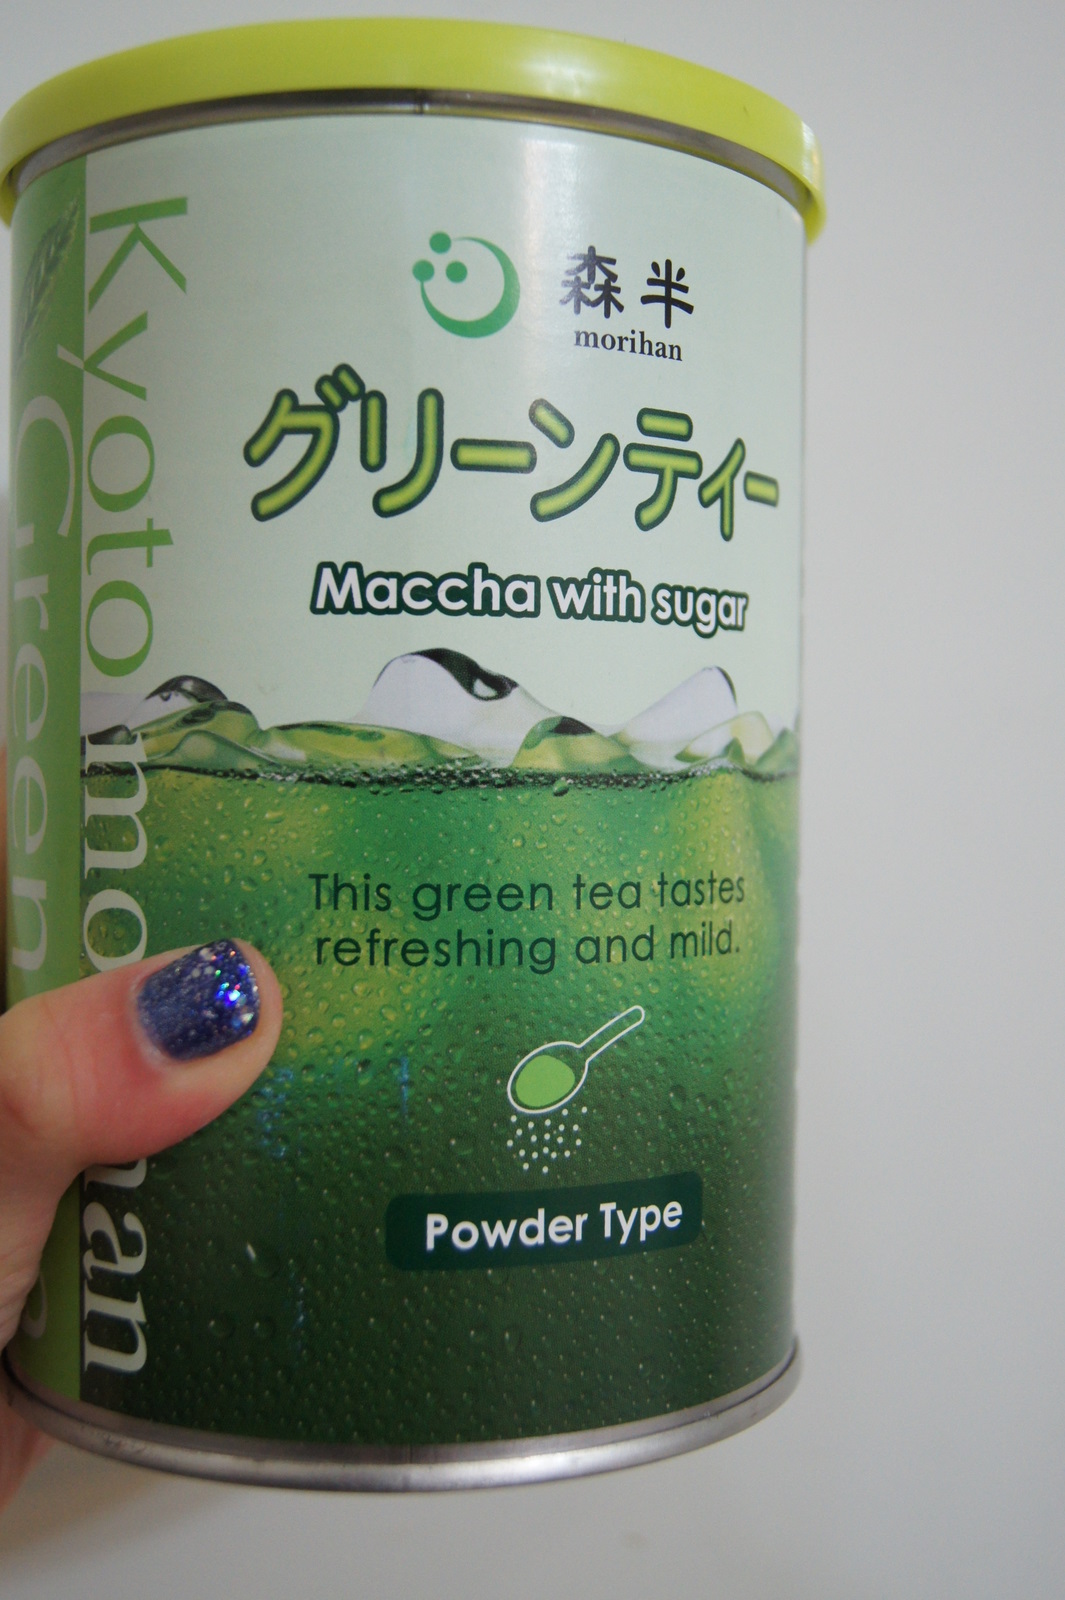 森半
morihan
グリーンティー
Maccha with sugar
This green tea tastes
refreshing and mild.
Powder Type
Kyoto
Green